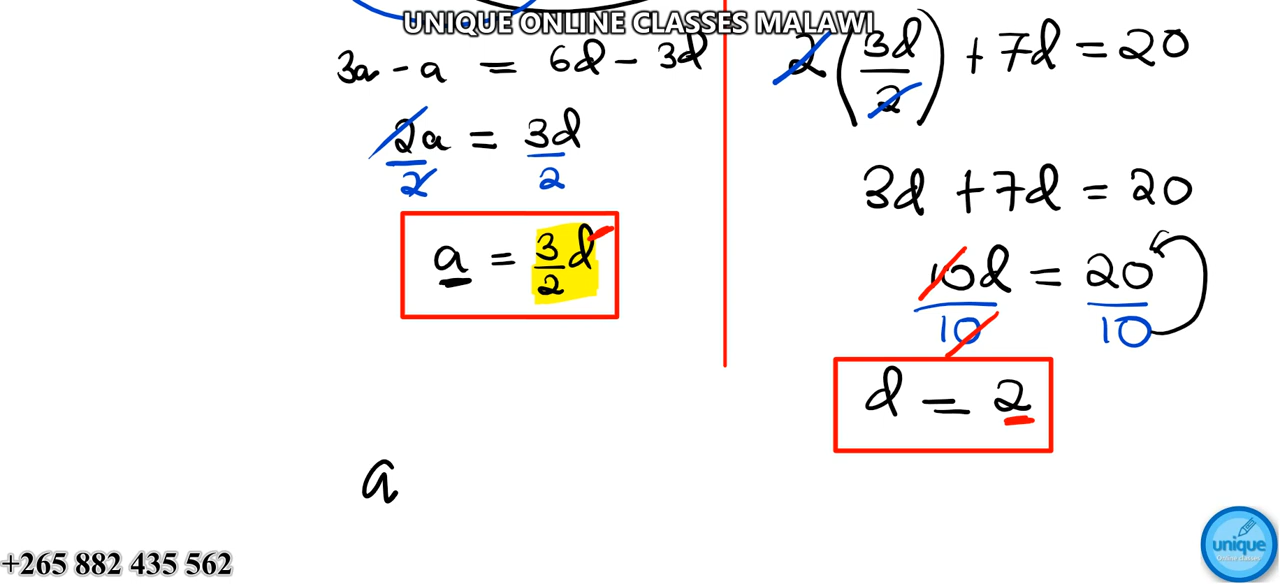 UNIQUE ONLINE CLASSES MALAWI
3a - a = 6d - 3d
2a/2 = 3d/2
a = 3/2 d
a
2(3d/2) + 7d = 20
3d + 7d = 20
10d/10 = 20/10
d = 2
+265 882 435 562
unique